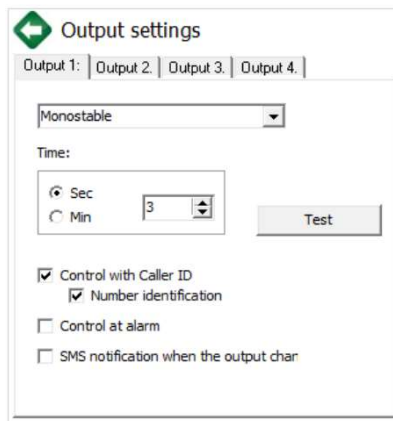 Output settings
Output 1: Output 2. Output 3. Output 4.
Monostable
Time:
Sec
Min
3
Test
Control with Caller ID
Number identification
Control at alarm
SMS notification when the output chan